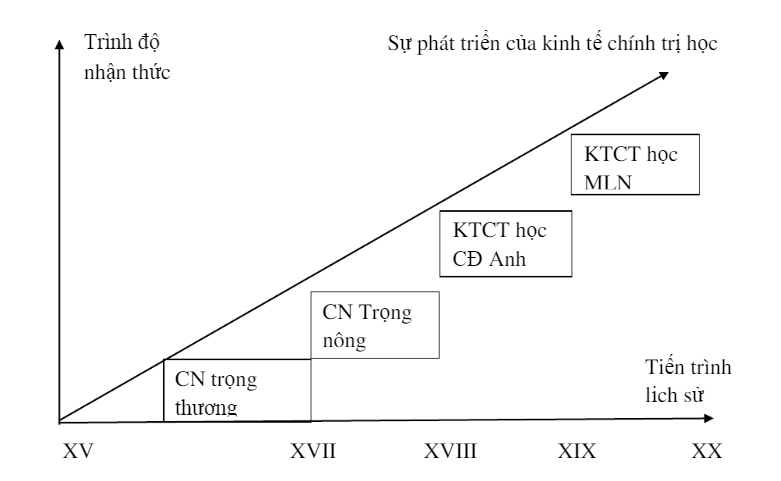 Trình độ
nhận thức
Sự phát triển của kinh tế chính trị học
KTCT học
MLN
KTCT học
CĐ Anh
CN Trọng
nông
CN trọng
thương
Tiến trình
lich sử
XV XVII XVIII XIX XX